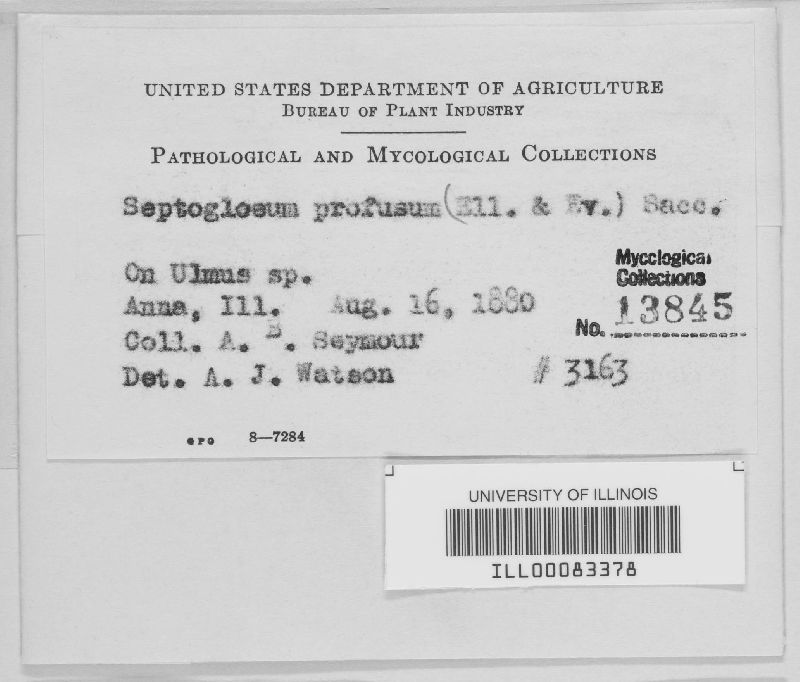 UNITED STATES DEPARTMENT OF AGRICULTURE
BUREAU OF PLANT INDUSTRY
PATHOLOGICAL AND MYCOLOGICAL COLLECTIONS
Septogloeum profusum (Ell. & Ev.) Sacc.
On Ulmus sp.
Anna, Ill. Aug. 16, 1880
Coll. A. B. Seymour
Det. A. J. Watson # 3163
Mycological
Collections
No. 13845
GPO 8—7284
UNIVERSITY OF ILLINOIS
ILL00083378